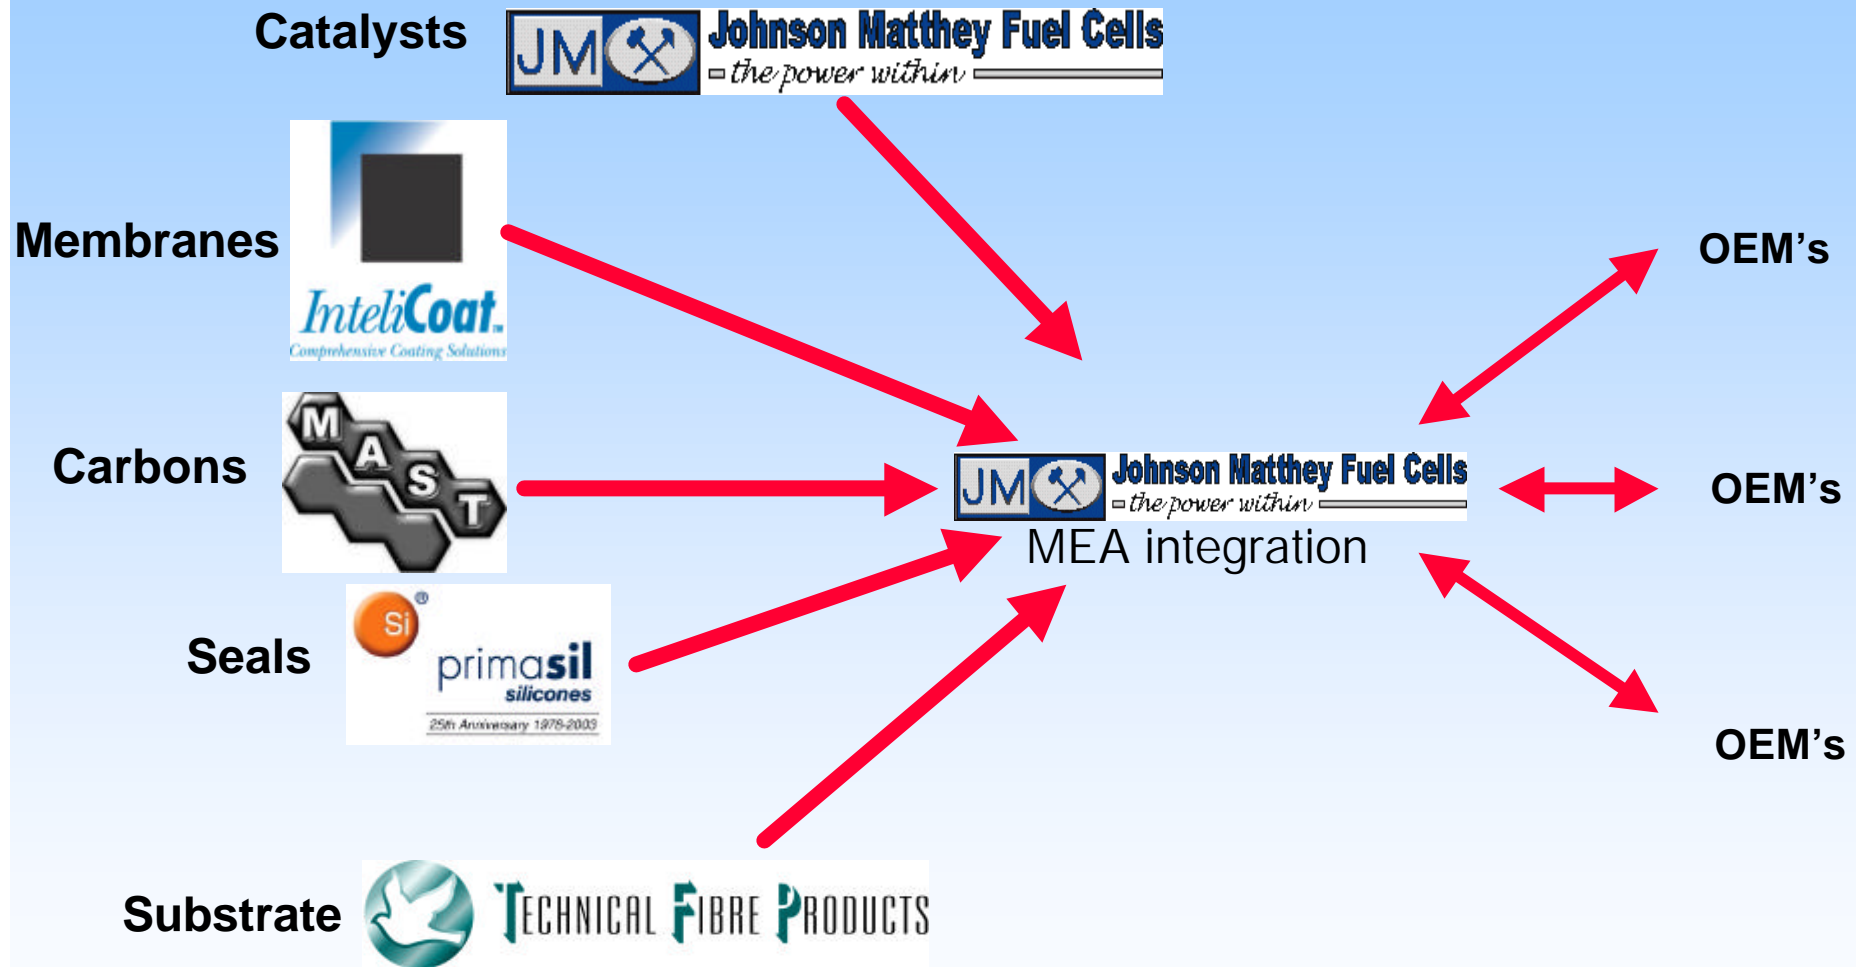 Catalysts
JM
Johnson Matthey Fuel Cells
the power within
Membranes
InteliCoat™
Comprehensive Coating Solutions
OEM's
Carbons
MAST
JM
Johnson Matthey Fuel Cells
the power within
MEA integration
OEM's
Seals
Si®
primasil
silicones
25th Anniversary 1978-2003
OEM's
Substrate
TECHNICAL FIBRE PRODUCTS